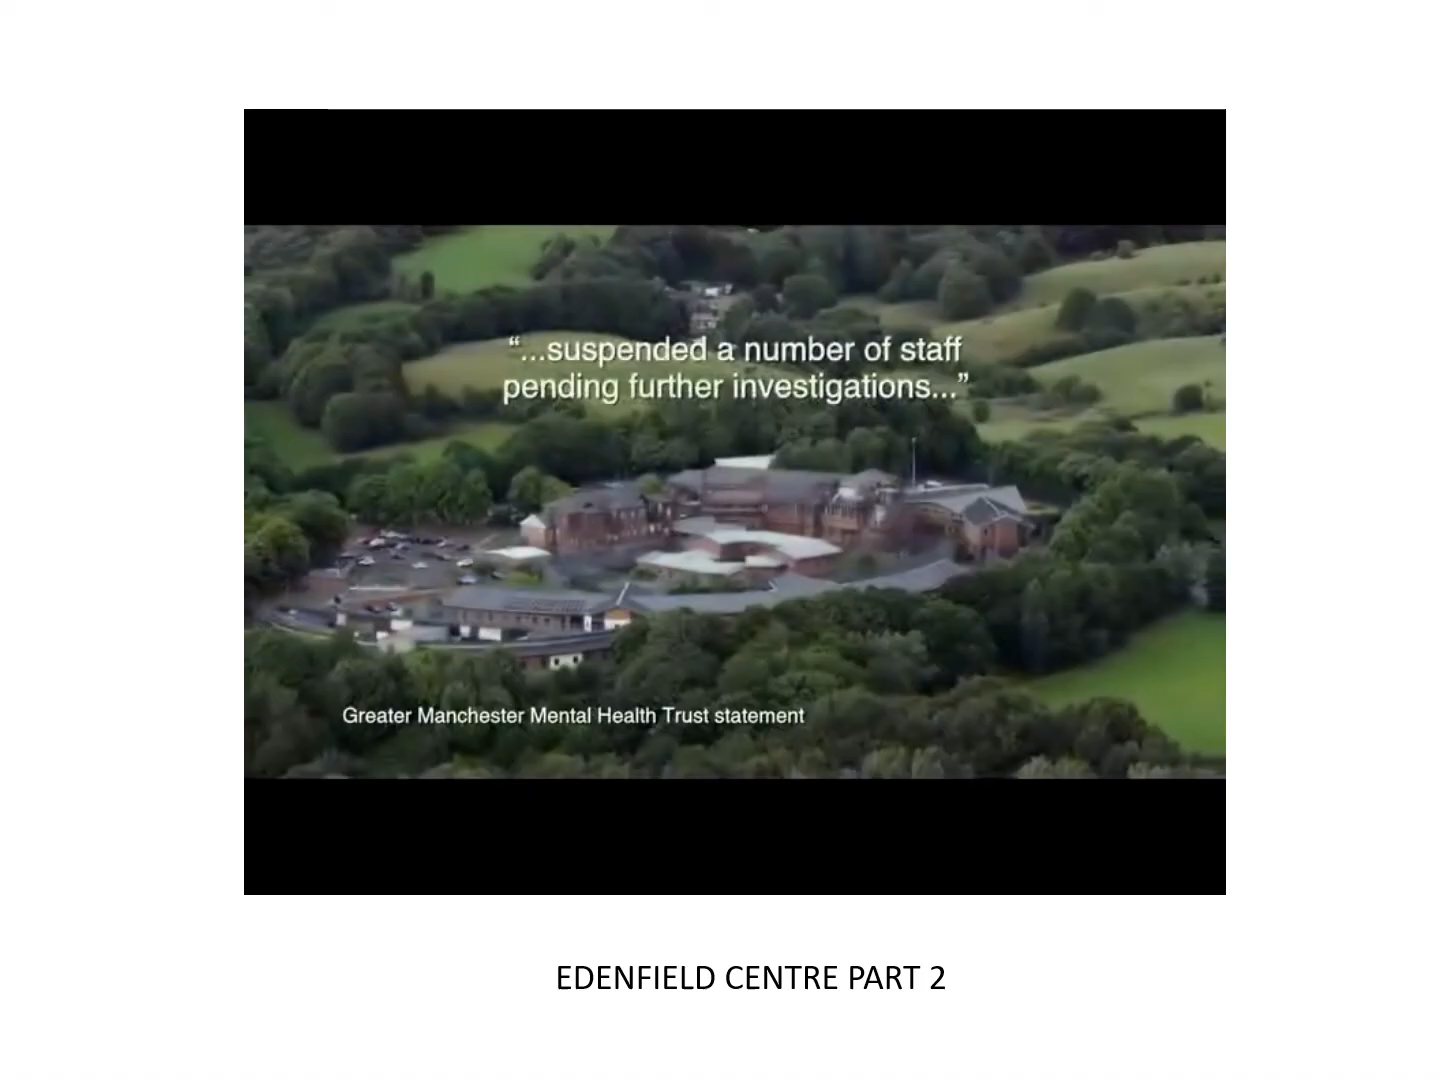 “...suspended a number of staff
pending further investigations...”
Greater Manchester Mental Health Trust statement
EDENFIELD CENTRE PART 2